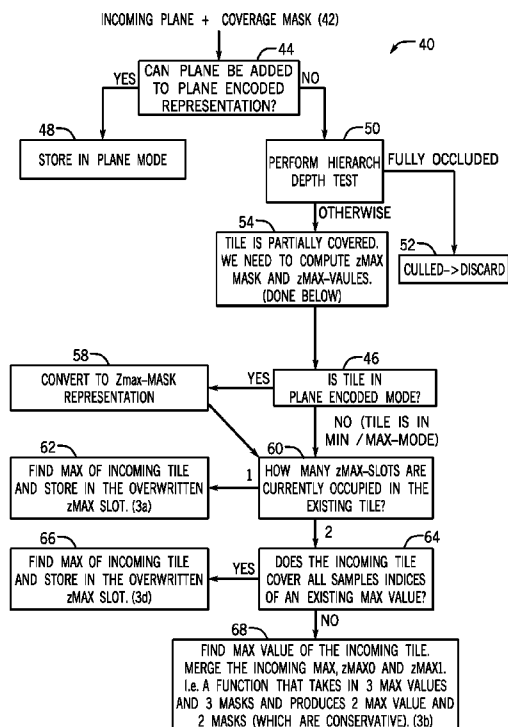 INCOMING PLANE + COVERAGE MASK (42)
40
44
CAN PLANE BE ADDED
TO PLANE ENCODED
REPRESENTATION?
YES
NO
48
STORE IN PLANE MODE
50
PERFORM HIERARCH
DEPTH TEST
FULLY OCCLUDED
OTHERWISE
54
TILE IS PARTIALLY COVERED.
WE NEED TO COMPUTE zMAX
MASK AND zMAX-VAULES.
(DONE BELOW)
52
CULLED->DISCARD
58
CONVERT TO Zmax-MASK
REPRESENTATION
YES
46
IS TILE IN
PLANE ENCODED MODE?
NO (TILE IS IN
MIN/MAX-MODE)
62
FIND MAX OF INCOMING TILE
AND STORE IN THE OVERWRITTEN
zMAX SLOT. (3a)
1
60
HOW MANY zMAX-SLOTS ARE
CURRENTLY OCCUPIED IN THE
EXISTING TILE?
2
66
FIND MAX OF INCOMING TILE
AND STORE IN THE OVERWRITTEN
zMAX SLOT. (3d)
YES
64
DOES THE INCOMING TILE
COVER ALL SAMPLES INDICES
OF AN EXISTING MAX VALUE?
NO
68
FIND MAX VALUE OF THE INCOMING TILE.
MERGE THE INCOMING MAX, zMAX0 AND zMAX1.
I.e. A FUNCTION THAT TAKES IN 3 MAX VALUES
AND 3 MASKS AND PRODUCES 2 MAX VALUE AND
2 MASKS (WHICH ARE CONSERVATIVE). (3b)